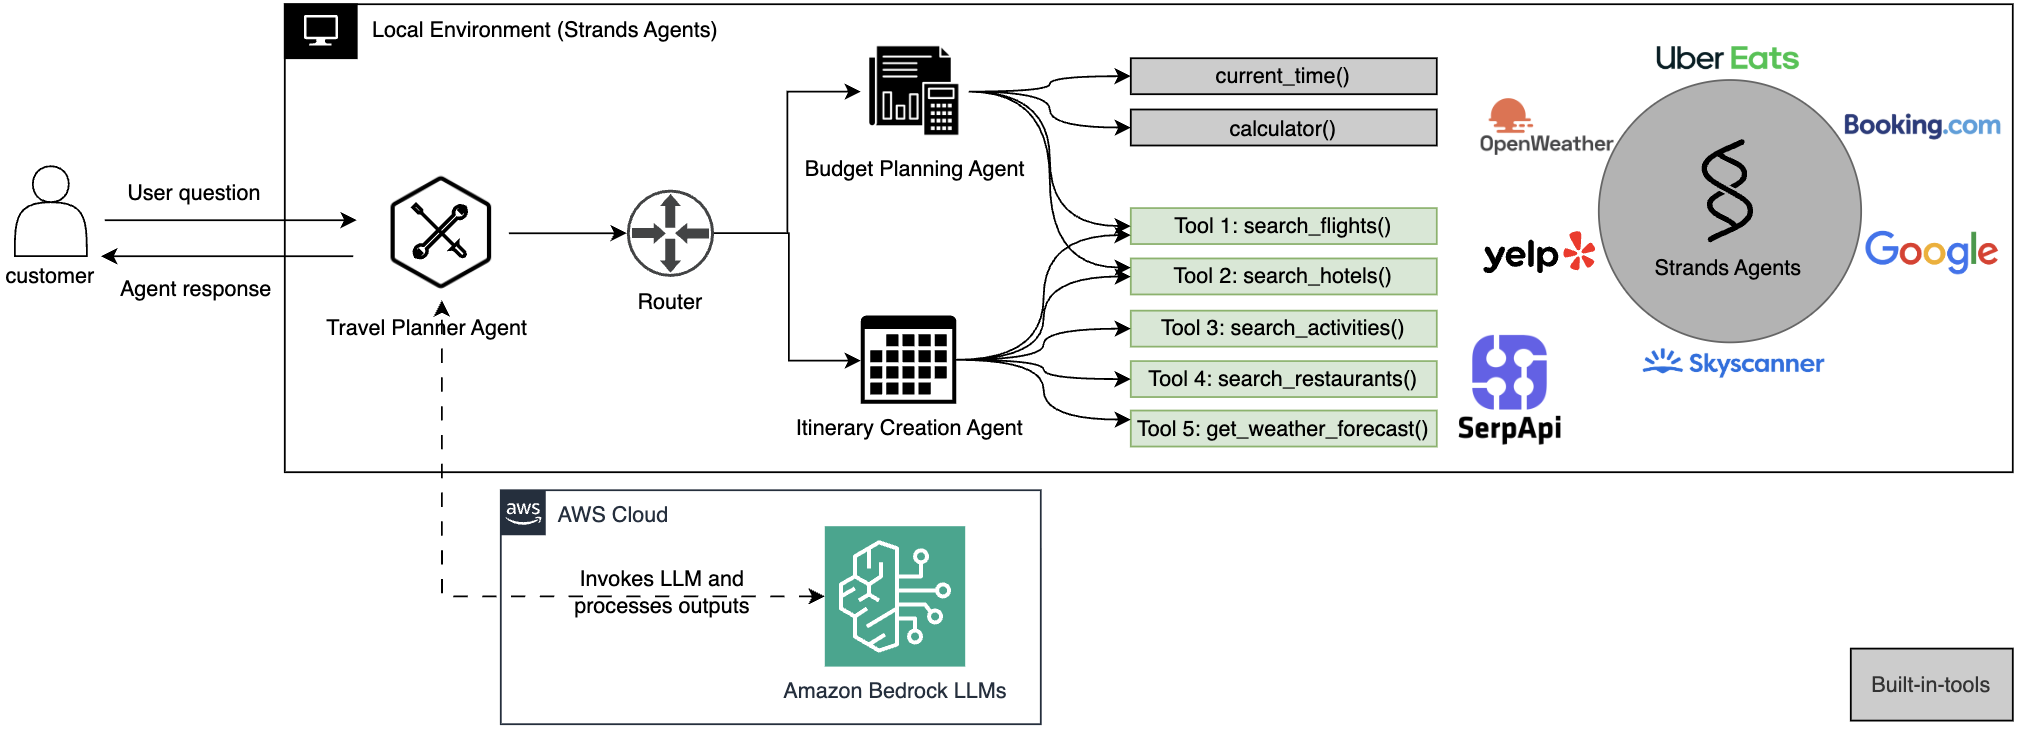 Local Environment (Strands Agents)
customer
User question
Agent response
Travel Planner Agent
Router
Budget Planning Agent
Itinerary Creation Agent
current_time()
calculator()
Tool 1: search_flights()
Tool 2: search_hotels()
Tool 3: search_activities()
Tool 4: search_restaurants()
Tool 5: get_weather_forecast()
Uber Eats
OpenWeather
Booking.com
yelp
Strands Agents
Google
Skyscanner
SerpApi
aws
AWS Cloud
Invokes LLM and
processes outputs
Amazon Bedrock LLMs
Built-in-tools